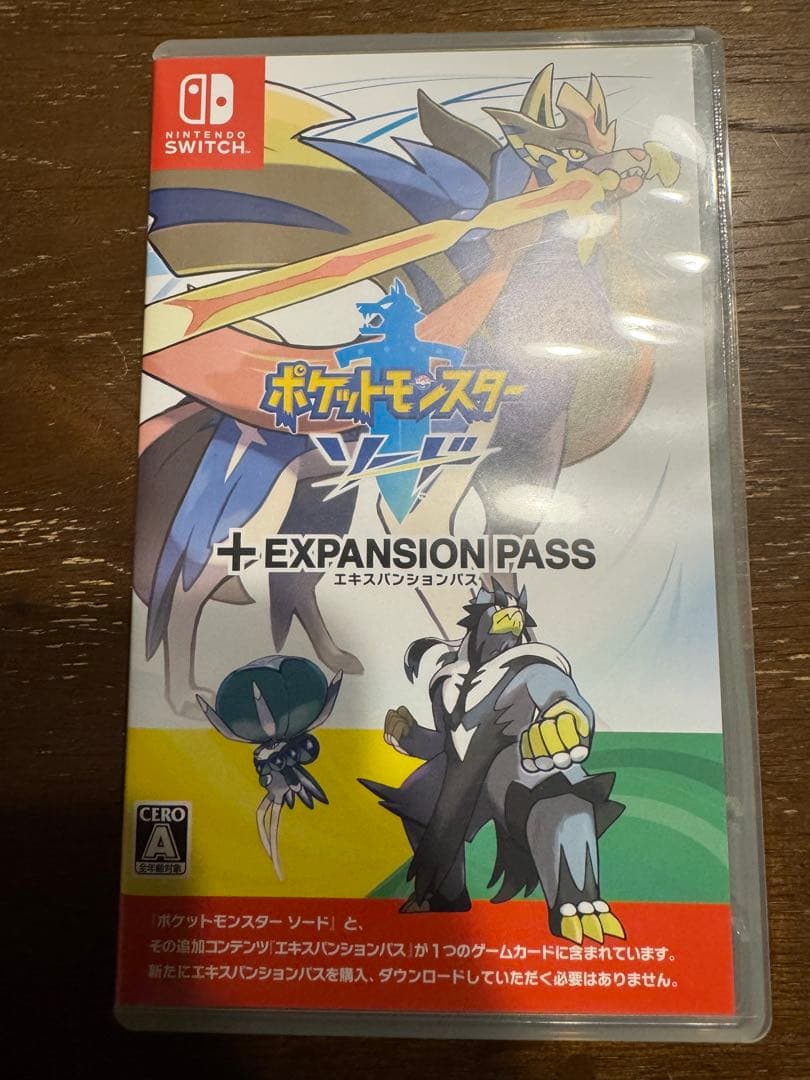 NINTENDO
SWITCH™
ポケットモンスター
ソード
+EXPANSION PASS
エキスパンションパス
CERO
A
全年齢対象
『ポケットモンスター ソード』と、
その追加コンテンツ『エキスパンションパス』が1つのゲームカードに含まれています。
新たにエキスパンションパスを購入、ダウンロードしていただく必要はありません。